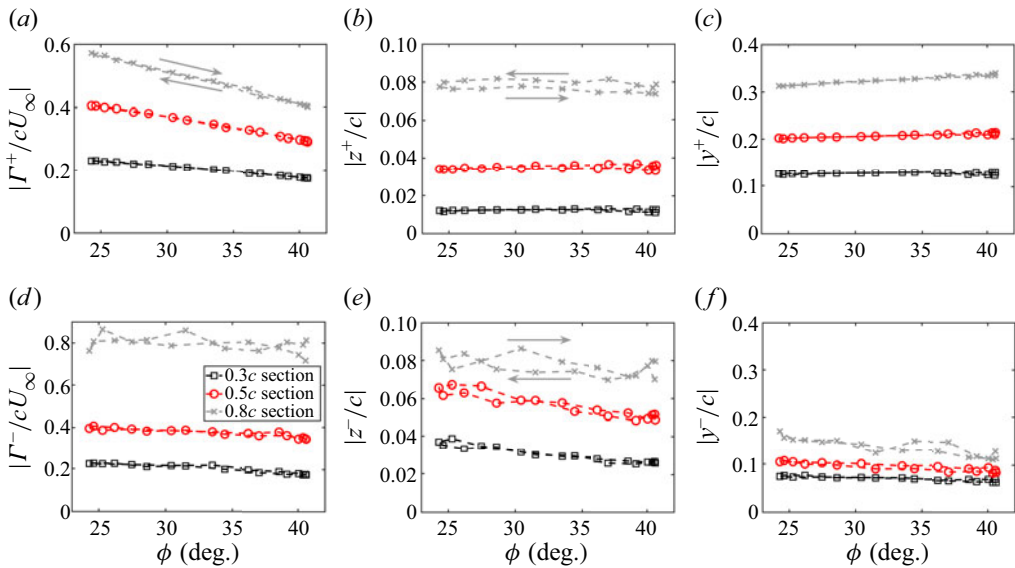 (a)
(b)
(c)
|Γ⁺/cU∞|
0.6
0.4
0.2
0
25 30 35 40
|z⁺/c|
0.10
0.08
0.06
0.04
0.02
0
25 30 35 40
|y⁺/c|
0.4
0.3
0.2
0.1
0
25 30 35 40
(d)
(e)
(f)
|Γ⁻/cU∞|
0.8
0.4
0.2
0
0.3c section
0.5c section
0.8c section
25 30 35 40
ϕ (deg.)
|z⁻/c|
0.10
0.08
0.06
0.04
0.02
0
25 30 35 40
ϕ (deg.)
|y⁻/c|
0.4
0.3
0.2
0.1
0
25 30 35 40
ϕ (deg.)